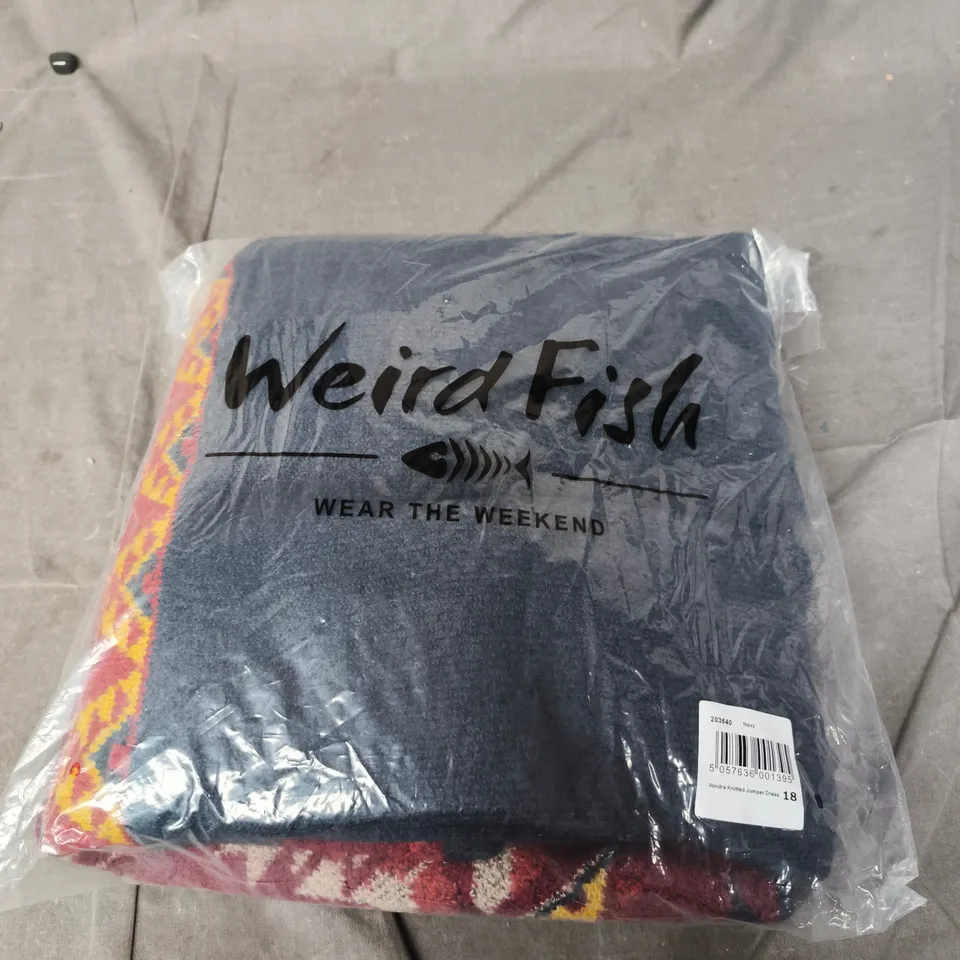 Weird Fish
WEAR THE WEEKEND
203640 Navy
5 057636 001395
Vondra Knitted Jumper Dress 18